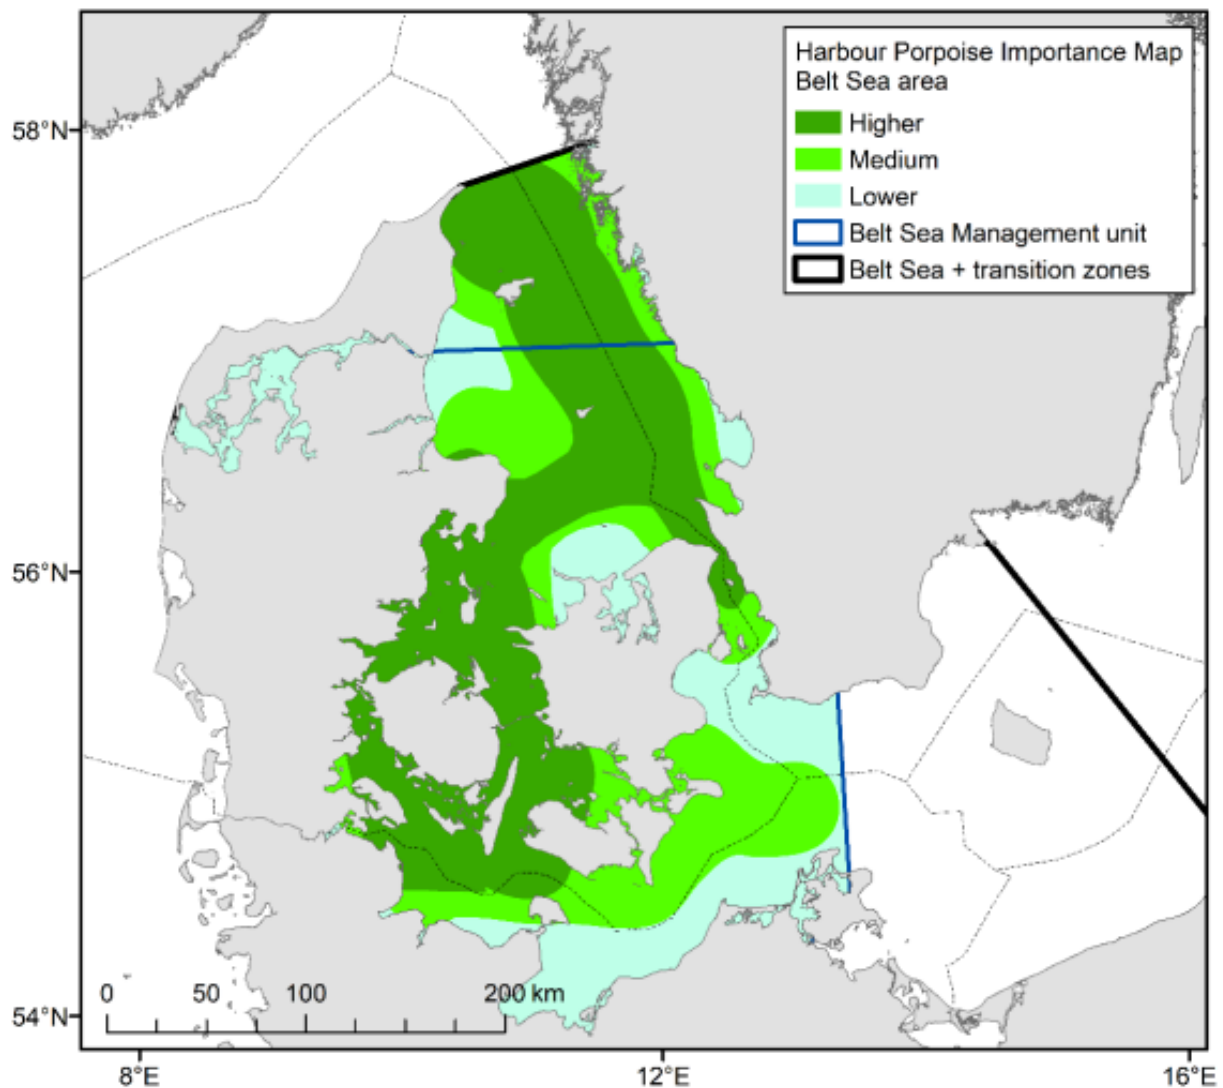 Harbour Porpoise Importance Map
Belt Sea area
Higher
Medium
Lower
Belt Sea Management unit
Belt Sea + transition zones
58°N
56°N
54°N
0 50 100 200 km
8°E 12°E 16°E